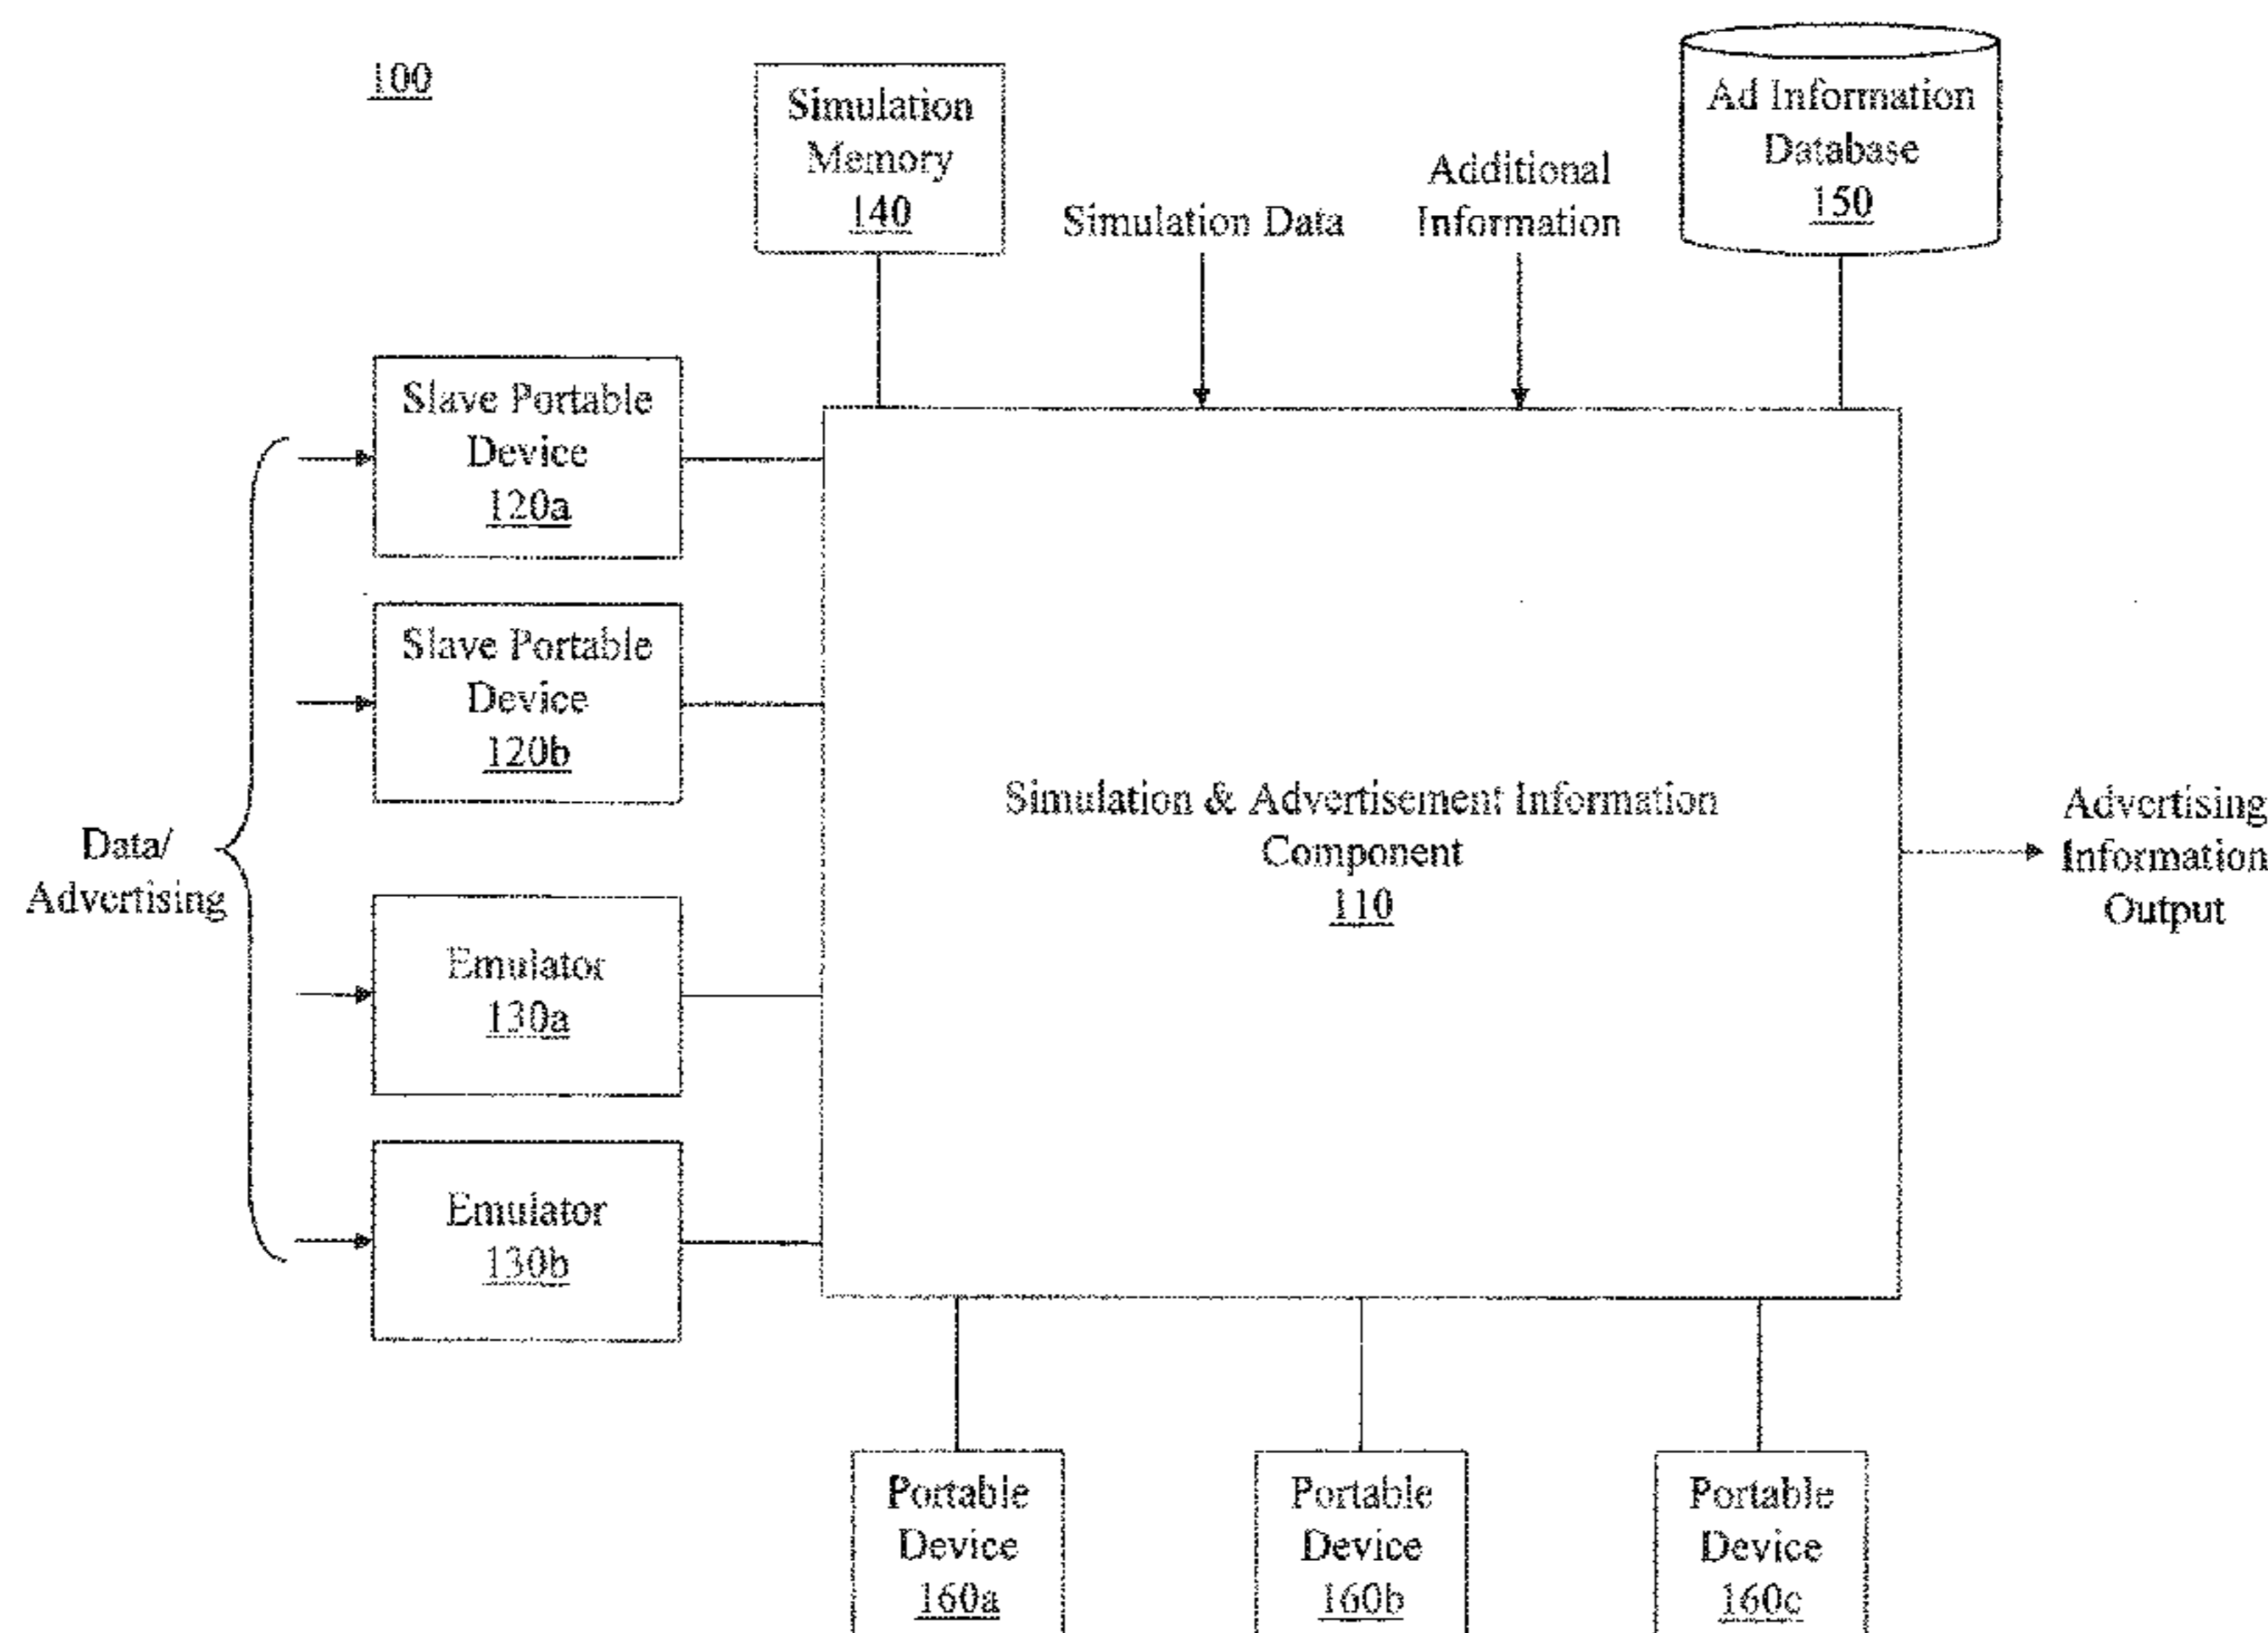 100
Simulation
Memory
140
Simulation Data
Additional
Information
Ad Information
Database
150
Slave Portable
Device
120a
Slave Portable
Device
120b
Data/
Advertising
Emulator
130a
Emulator
130b
Simulation & Advertisement Information
Component
110
Advertising
Information
Output
Portable
Device
160a
Portable
Device
160b
Portable
Device
160c